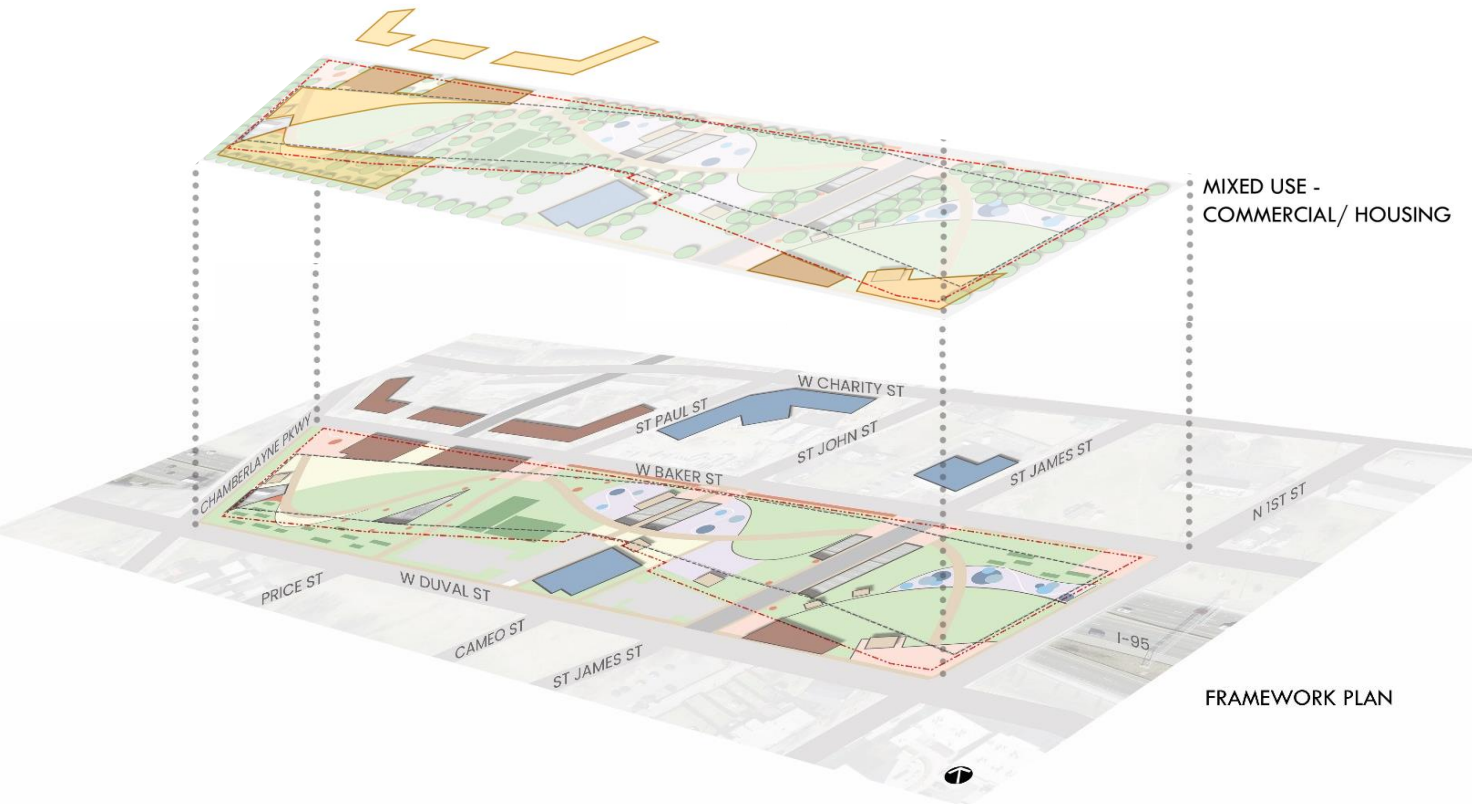 MIXED USE -
COMMERCIAL/ HOUSING
W CHARITY ST
ST PAUL ST
ST JOHN ST
ST JAMES ST
CHAMBERLAYNE PKWY
W BAKER ST
N 1ST ST
PRICE ST
W DUVAL ST
CAMEO ST
ST JAMES ST
I-95
FRAMEWORK PLAN